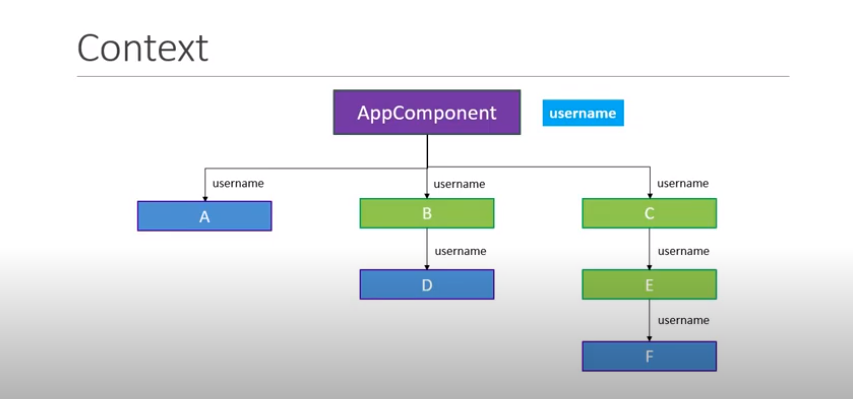 Context
AppComponent
username
username
username
username
A
B
C
username
username
D
E
username
F